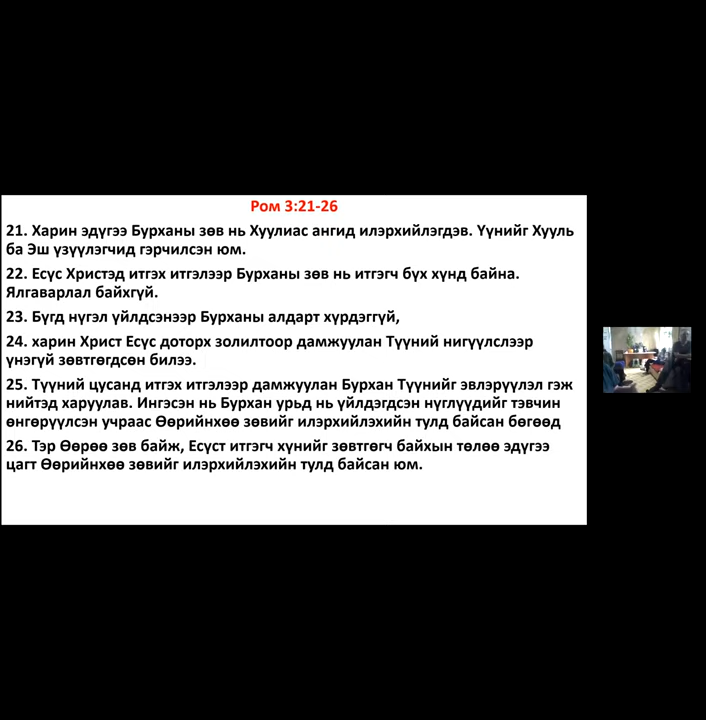 Ром 3:21-26
21. Харин эдүгээ Бурханы зөв нь Хуулиас ангид илэрхийлэгдэв. Үүнийг Хууль
ба Эш үзүүлэгчид гэрчилсэн юм.
22. Есүс Христэд итгэх итгэлээр Бурханы зөв нь итгэгч бүх хүнд байна.
Ялгаварлал байхгүй.
23. Бүгд нүгэл үйлдсэнээр Бурханы алдарт хүрдэггүй,
24. харин Христ Есүс доторх золилтоор дамжуулан Түүний нигүүлслээр
үнэгүй зөвтгөгдсөн билээ.
25. Түүний цусанд итгэх итгэлээр дамжуулан Бурхан Түүнийг эвлэрүүлэл гэж
нийтэд харуулав. Ингэсэн нь Бурхан урьд нь үйлдэгдсэн нүглүүдийг тэвчин
өнгөрүүлсэн учраас Өөрийнхөө зөвийг илэрхийлэхийн тулд байсан бөгөөд
26. Тэр Өөрөө зөв байж, Есүст итгэгч хүнийг зөвтгөгч байхын төлөө эдүгээ
цагт Өөрийнхөө зөвийг илэрхийлэхийн тулд байсан юм.